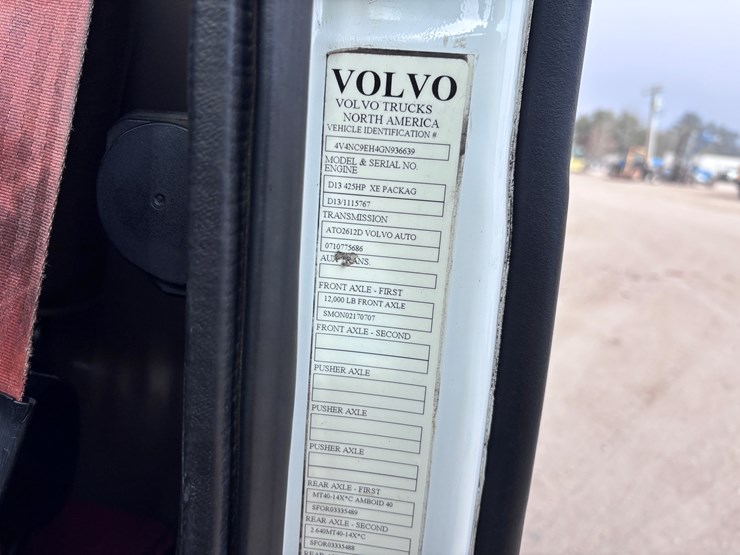 VOLVO
VOLVO TRUCKS
NORTH AMERICA
VEHICLE IDENTIFICATION #
4V4NC9EH4GN936639
MODEL & SERIAL NO.
ENGINE
D13 425HP XE PACKAG
D13/1115767
TRANSMISSION
ATO2612D VOLVO AUTO
0710775686
FRONT AXLE - FIRST
12,000 LB FRONT AXLE
SMON02170707
FRONT AXLE - SECOND
PUSHER AXLE
PUSHER AXLE
PUSHER AXLE
REAR AXLE - FIRST
MT40-14X*C AMBOID 40
SFOR03335489
REAR AXLE - SECOND
2.640MT40-14X*C
SFOR03333488